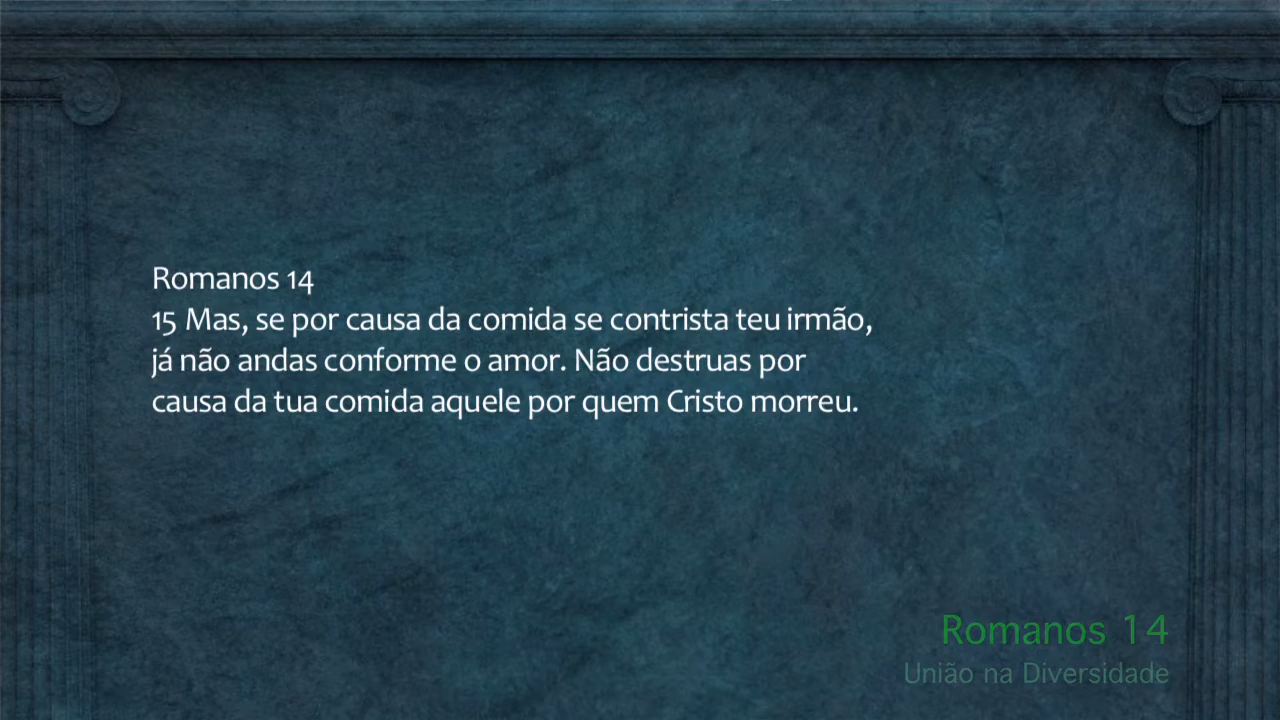 Romanos 14
15 Mas, se por causa da comida se contrista teu irmão,
já não andas conforme o amor. Não destruas por
causa da tua comida aquele por quem Cristo morreu.
Romanos 14
União na Diversidade